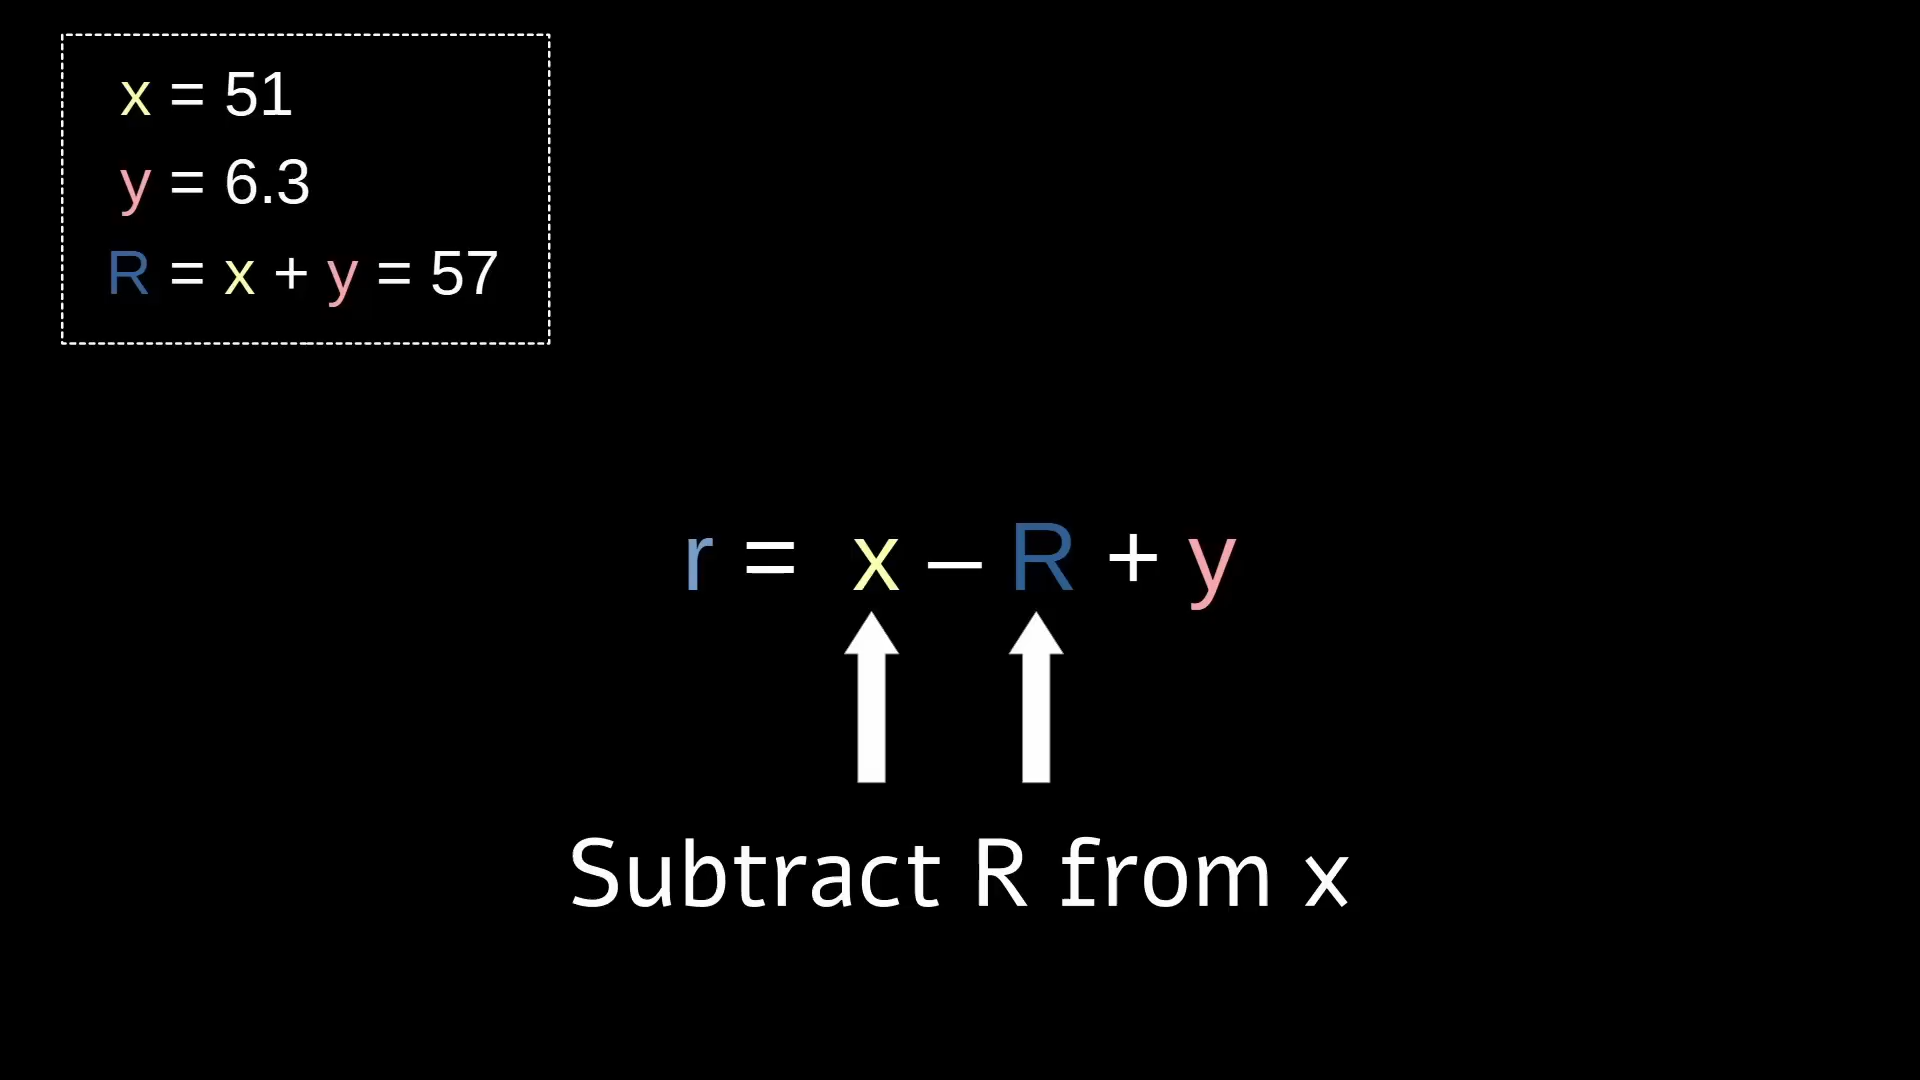 x = 51
y = 6.3
R = x + y = 57
r = x – R + y
Subtract R from x